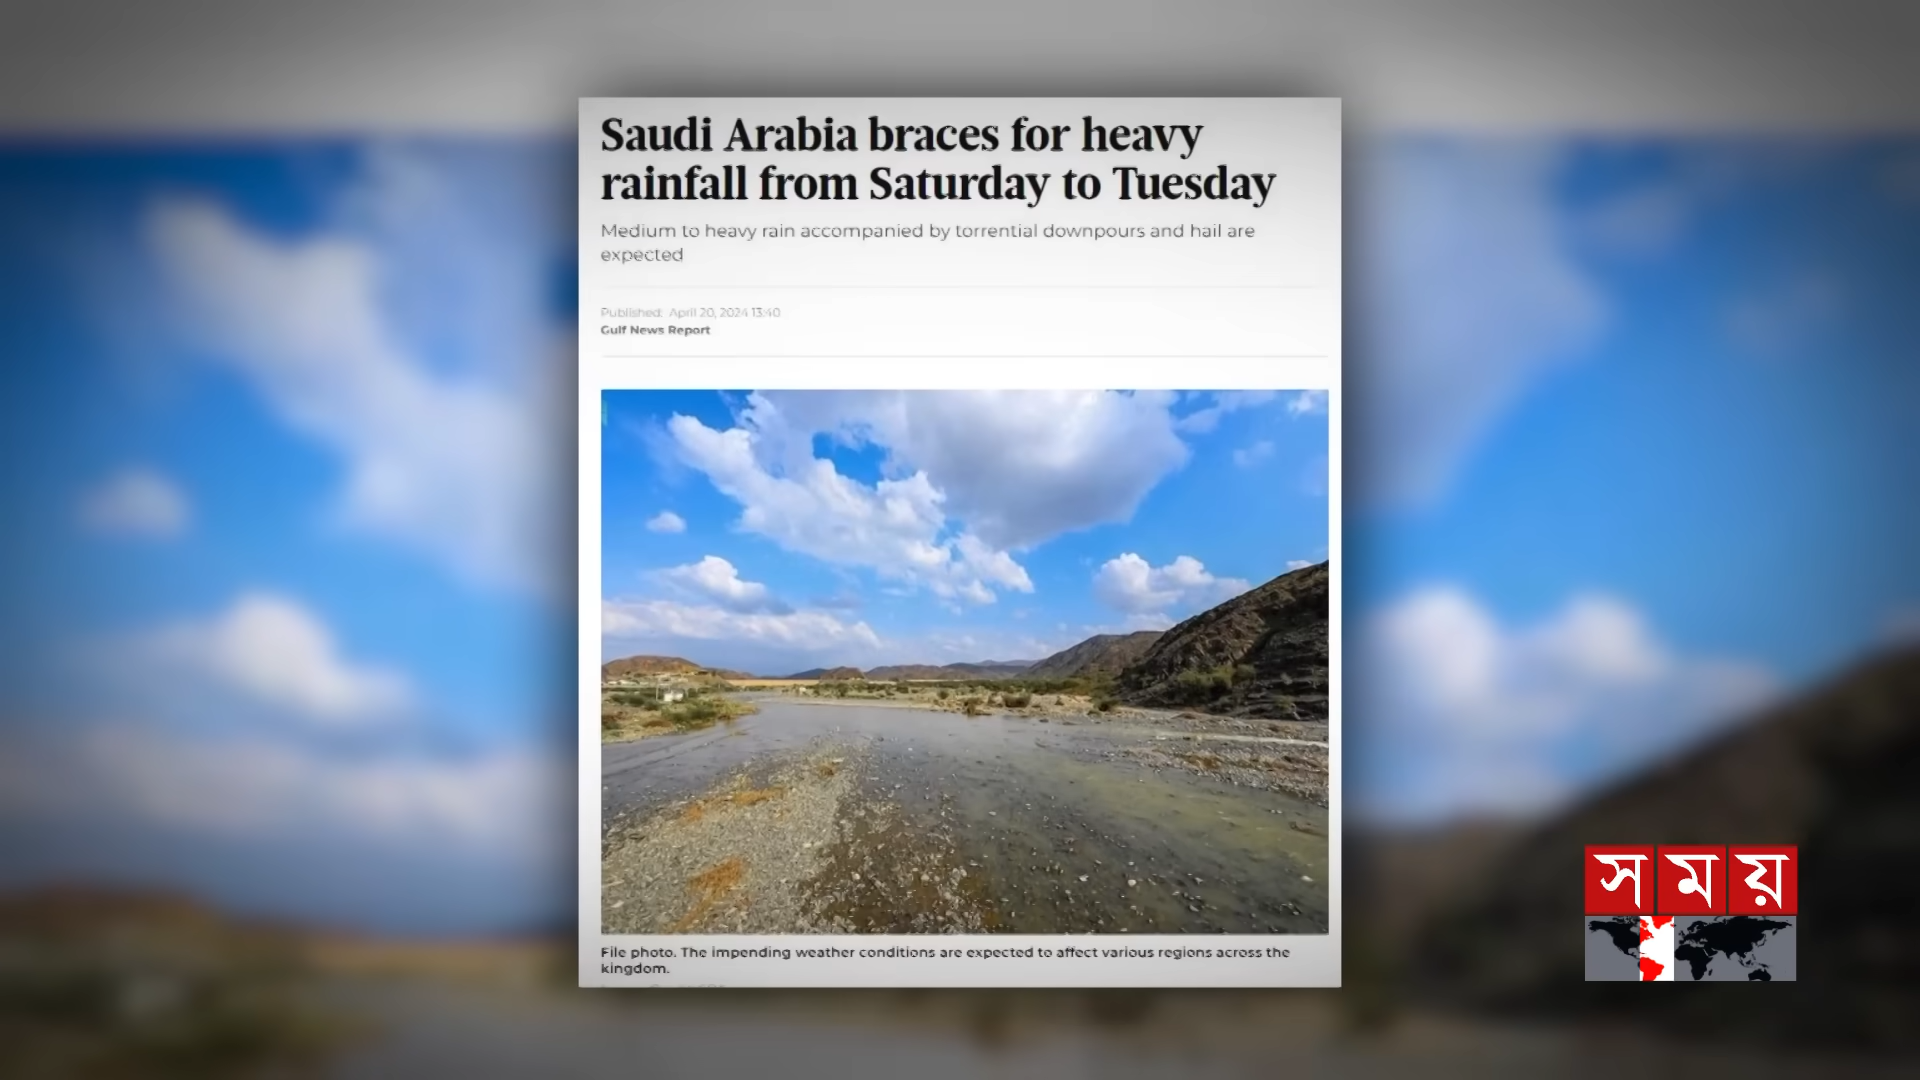 Saudi Arabia braces for heavy
rainfall from Saturday to Tuesday
Medium to heavy rain accompanied by torrential downpours and hail are
expected
Published: April 20, 2024 13:40
Gulf News Report
File photo. The impending weather conditions are expected to affect various regions across the
kingdom.
সময়